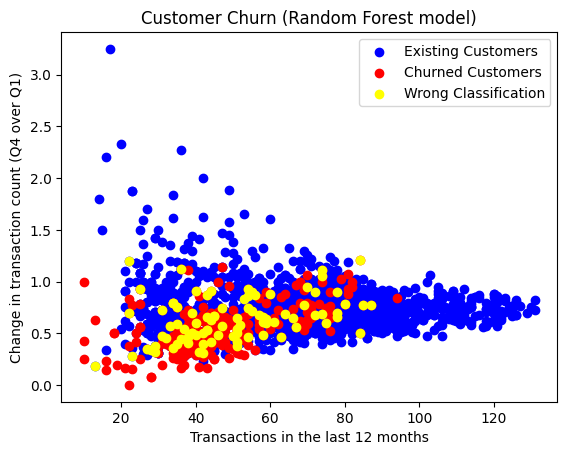 Customer Churn (Random Forest model)
Existing Customers
Churned Customers
Wrong Classification
Change in transaction count (Q4 over Q1)
3.0
2.5
2.0
1.5
1.0
0.5
0.0
20 40 60 80 100 120
Transactions in the last 12 months